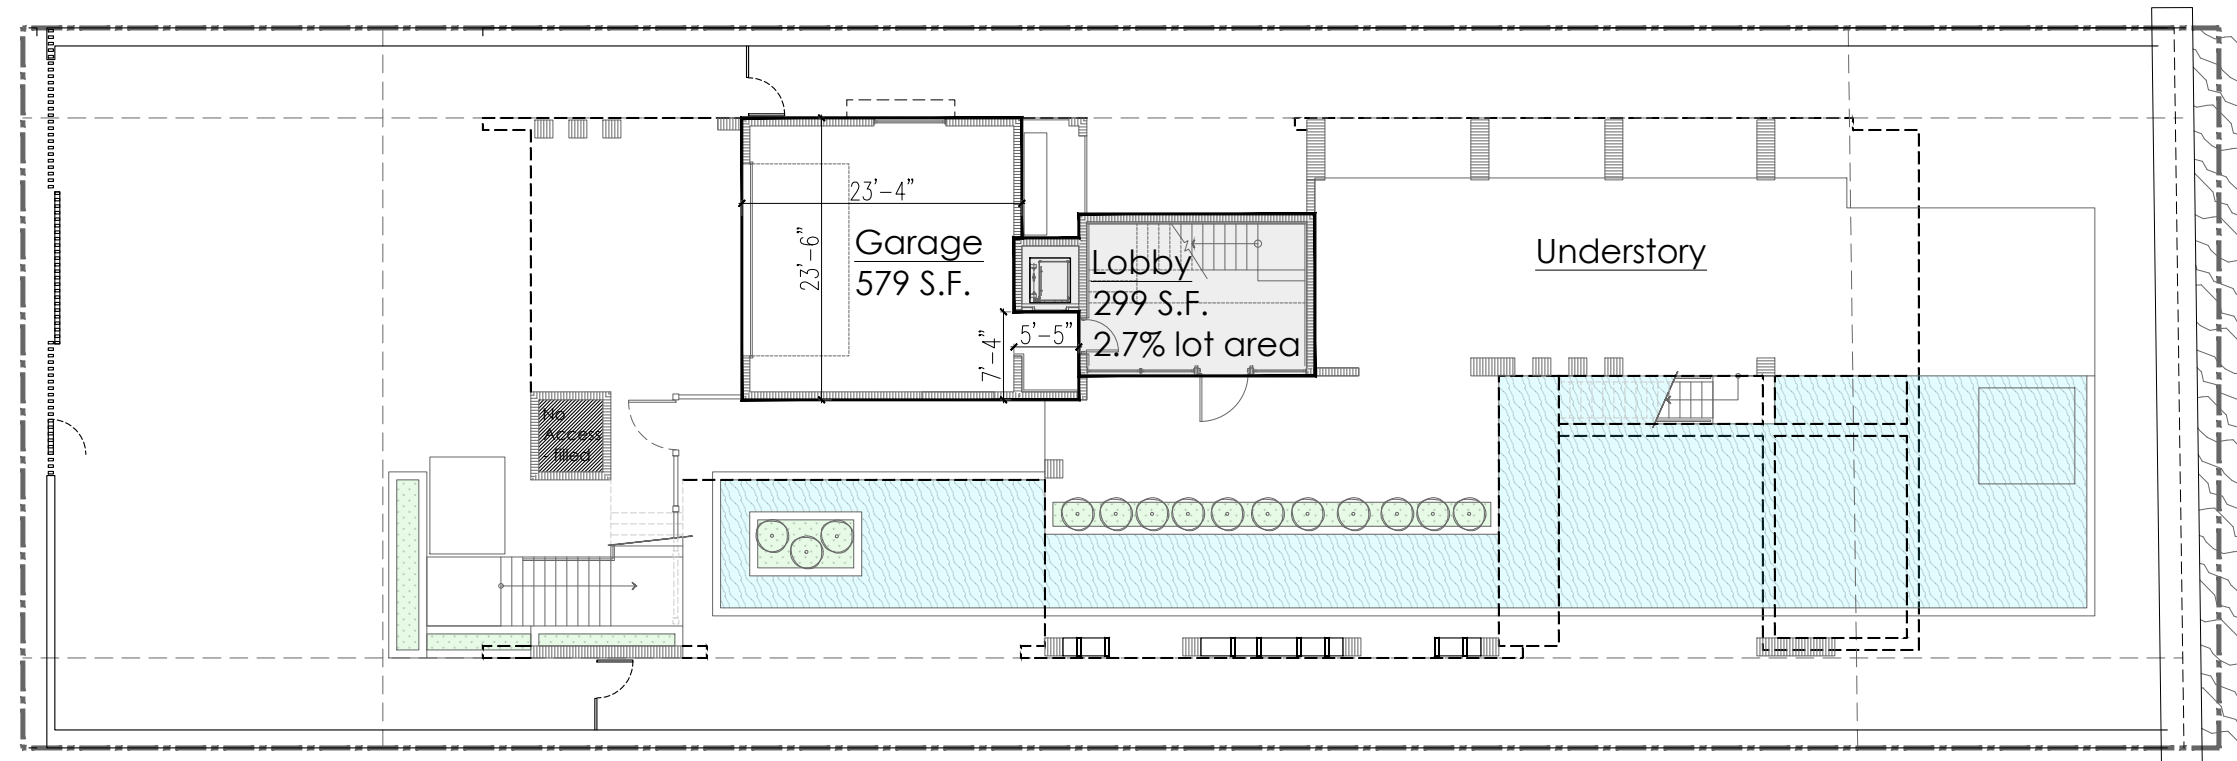 23'-4"
23'-6"
Garage
579 S.F.
Lobby
299 S.F.
2.7% lot area
5'-5"
7'-4"
Understory
No
Access
- filled